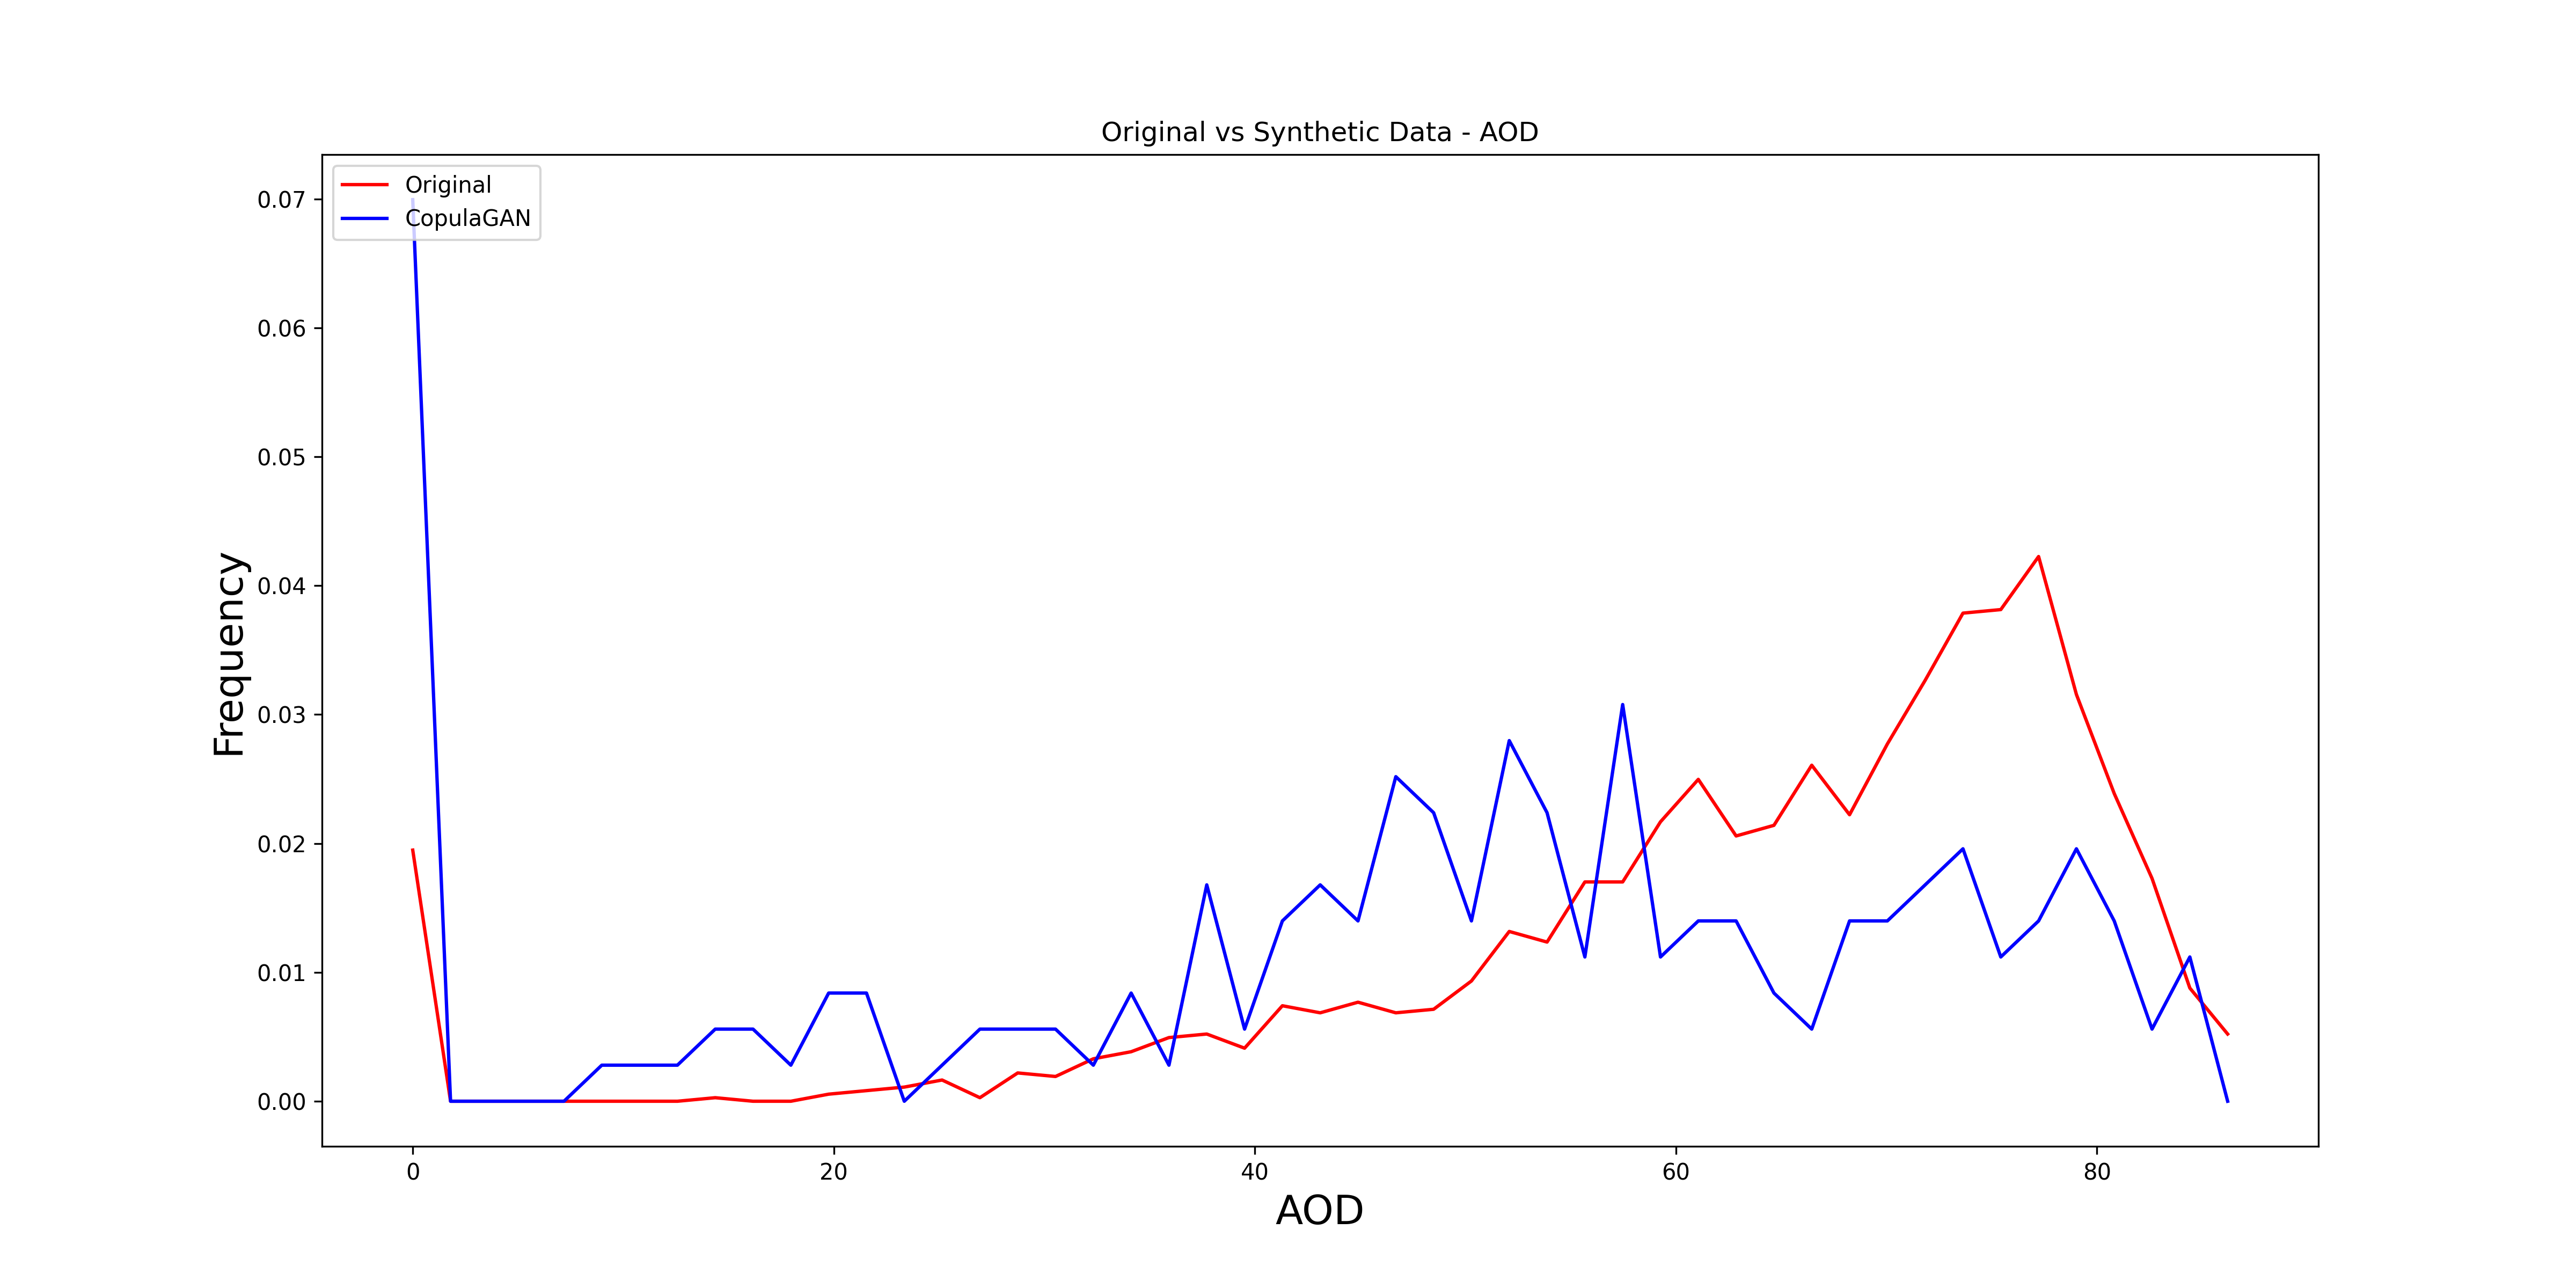 Original vs Synthetic Data - AOD
Original
CopulaGAN
0.07
0.06
0.05
0.04
0.03
0.02
0.01
0.00
Frequency
0
20
40
60
80
AOD